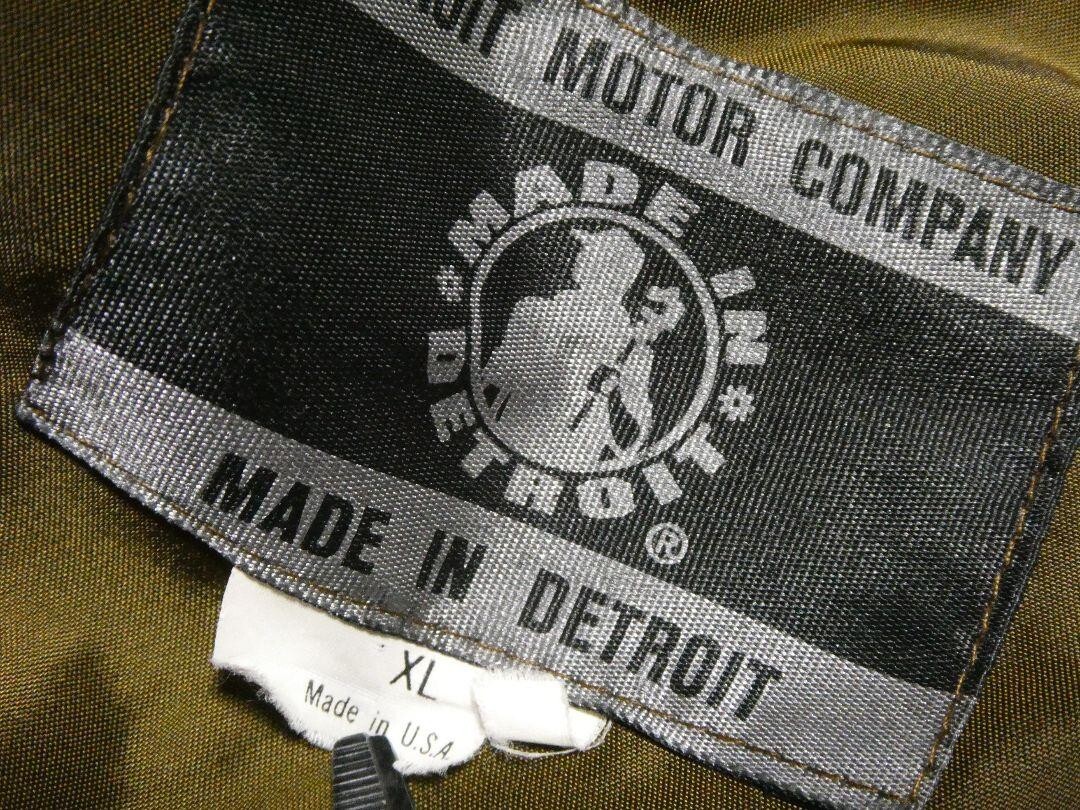 MOTOR COMPANY
MADE IN
DETROIT
®
MADE IN DETROIT
XL
Made in U.S.A.